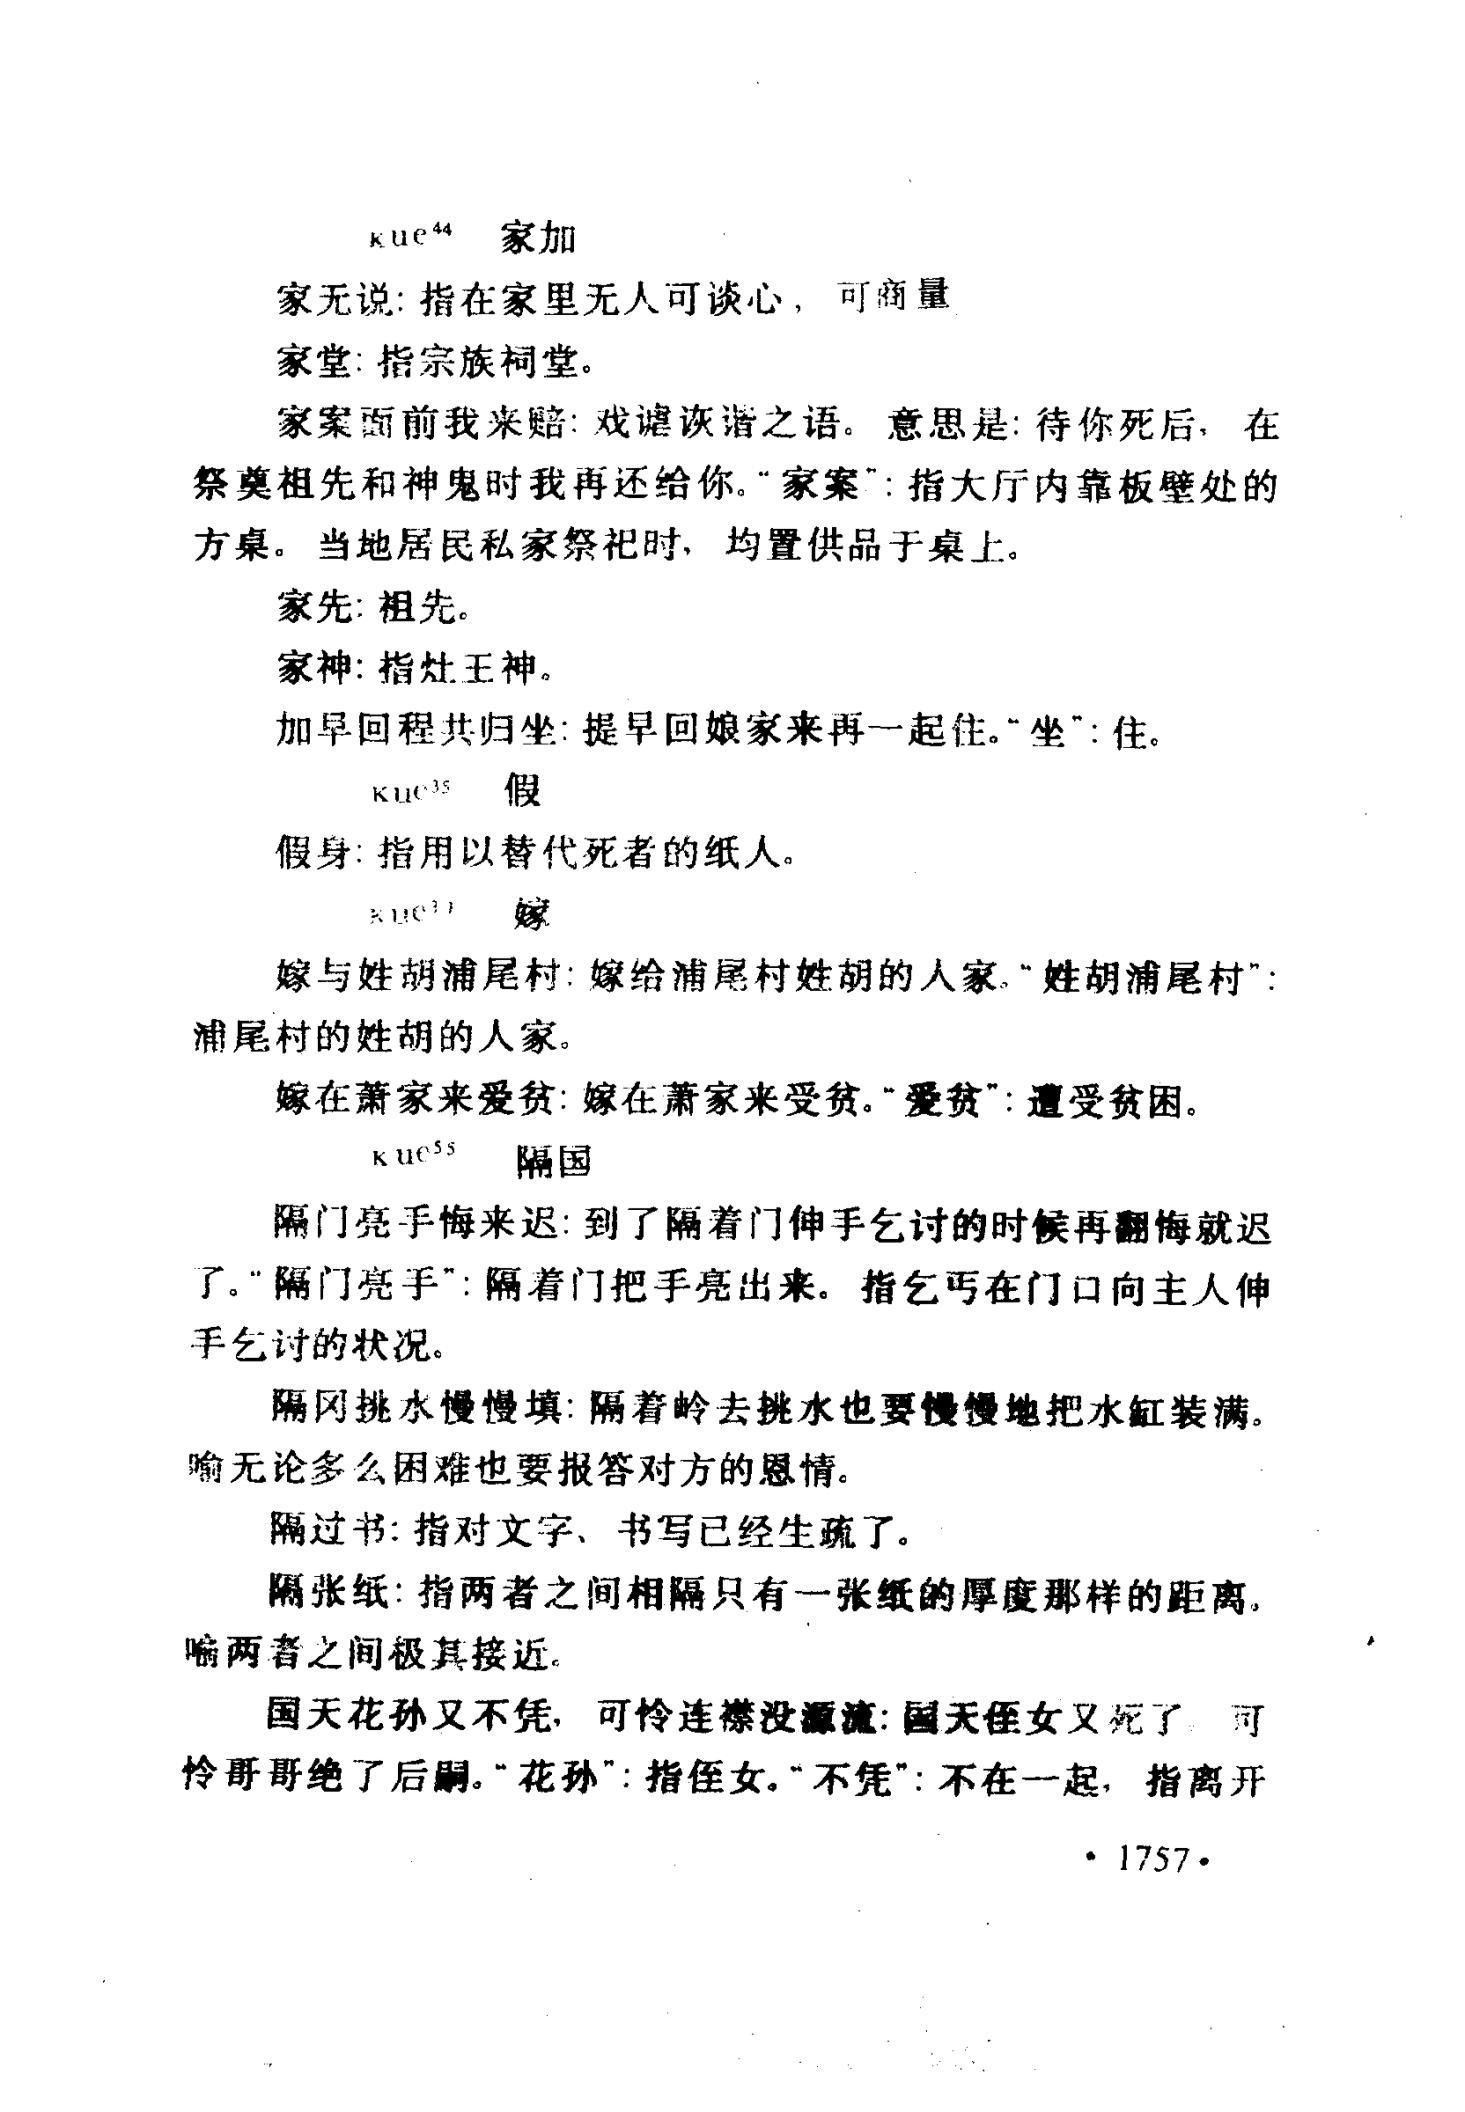 kue⁴⁴ 家加
家无说：指在家里无人可谈心，可商量
家堂：指宗族祠堂。
家案面前我来赔：戏谑诙谐之语。意思是：待你死后，在
祭奠祖先和神鬼时我再还给你。“家案”：指大厅内靠板壁处的
方桌。当地居民私家祭祀时，均置供品于桌上。
家先：祖先。
家神：指灶王神。
加早回程共归坐：提早回娘家来再一起住。“坐”：住。
kue³⁵ 假
假身：指用以替代死者的纸人。
嫁
嫁与姓胡浦尾村：嫁给浦尾村姓胡的人家。“姓胡浦尾村”：
浦尾村的姓胡的人家。
嫁在萧家来爱贫：嫁在萧家来受贫。“爱贫”：遭受贫困。
kue⁵⁵ 隔国
隔门亮手悔来迟：到了隔着门伸手乞讨的时候再翻悔就迟
了。“隔门亮手”：隔着门把手亮出来。指乞丐在门口向主人伸
手乞讨的状况。
隔冈挑水慢慢填：隔着岭去挑水也要慢慢地把水缸装满。
喻无论多么困难也要报答对方的恩情。
隔过书：指对文字、书写已经生疏了。
隔张纸：指两者之间相隔只有一张纸的厚度那样的距离。
喻两者之间极其接近。
国天花孙又不凭，可怜连襟没源流：国天侄女又死了 可
怜哥哥绝了后嗣。“花孙”：指侄女。“不凭”：不在一起，指离开
·1757·